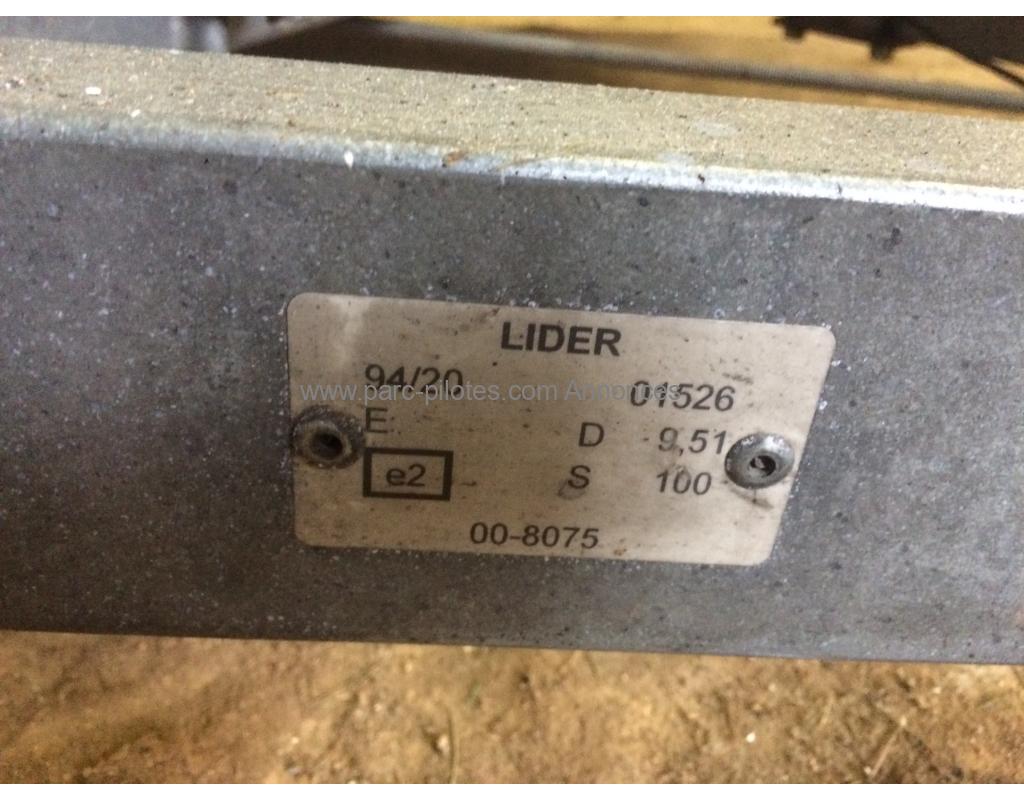 LIDER
94/20 01526
www.parc-pilotes.com Annonces
E: D 9,51
e2 S 100
00-8075